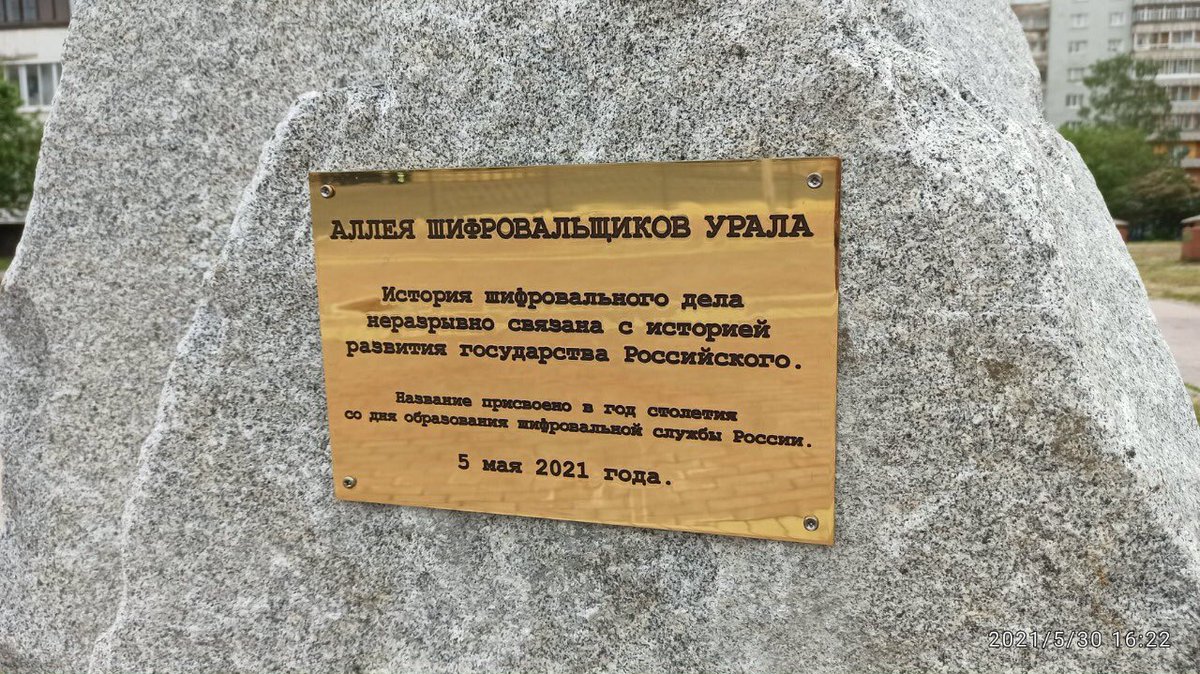 АЛЛЕЯ ШИФРОВАЛЬЩИКОВ УРАЛА
История шифровального дела
неразрывно связана с историей
развития государства Российского.
Название присвоено в год столетия
со дня образования шифровальной службы России.
5 мая 2021 года.
2021/5/30 16:22